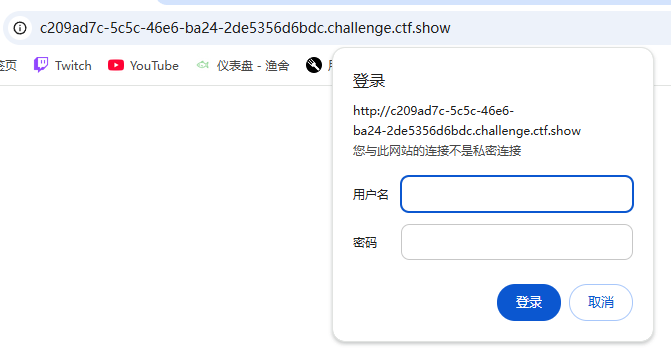 c209ad7c-5c5c-46e6-ba24-2de5356d6bdc.challenge.ctf.show
签页 Twitch YouTube 仪表盘 - 渔舍
登录
http://c209ad7c-5c5c-46e6-
ba24-2de5356d6bdc.challenge.ctf.show
您与此网站的连接不是私密连接
用户名
密码
登录 取消